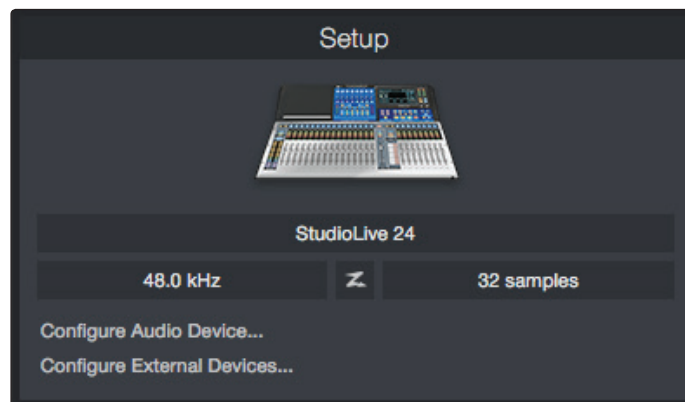 Setup
StudioLive 24
48.0 kHz Z 32 samples
Configure Audio Device...
Configure External Devices...